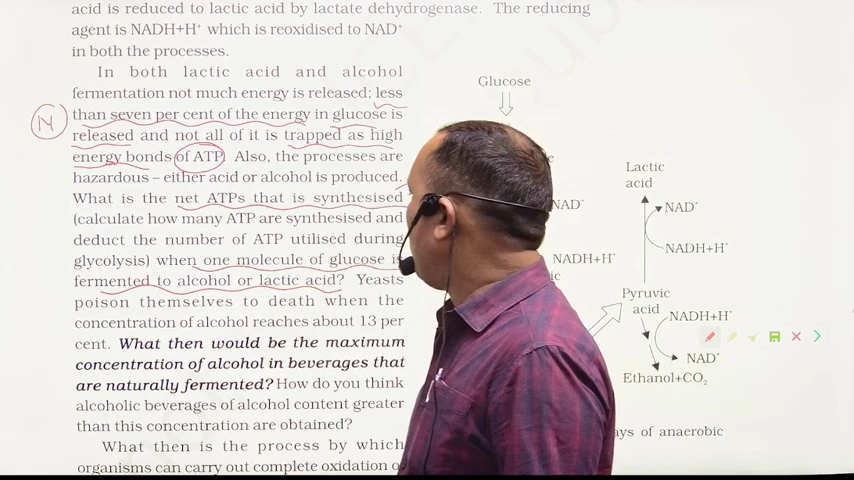 acid is reduced to lactic acid by lactate dehydrogenase. The reducing
agent is NADH+H⁺ which is reoxidised to NAD⁺
in both the processes.
In both lactic acid and alcohol
fermentation not much energy is released; less
than seven per cent of the energy in glucose is
released and not all of it is trapped as high
energy bonds of ATP. Also, the processes are
hazardous – either acid or alcohol is produced.
What is the net ATPs that is synthesised
(calculate how many ATP are synthesised and
deduct the number of ATP utilised during
glycolysis) when one molecule of glucose is
fermented to alcohol or lactic acid? Yeasts
poison themselves to death when the
concentration of alcohol reaches about 13 per
cent. What then would be the maximum
concentration of alcohol in beverages that
are naturally fermented? How do you think
alcoholic beverages of alcohol content greater
than this concentration are obtained?
What then is the process by which
organisms can carry out complete oxidation
N
Glucose
NAD⁺
NADH+H⁺
Lactic
acid
NAD⁺
NADH+H⁺
Pyruvic
acid
NADH+H⁺
NAD⁺
Ethanol+CO₂
of anaerobic